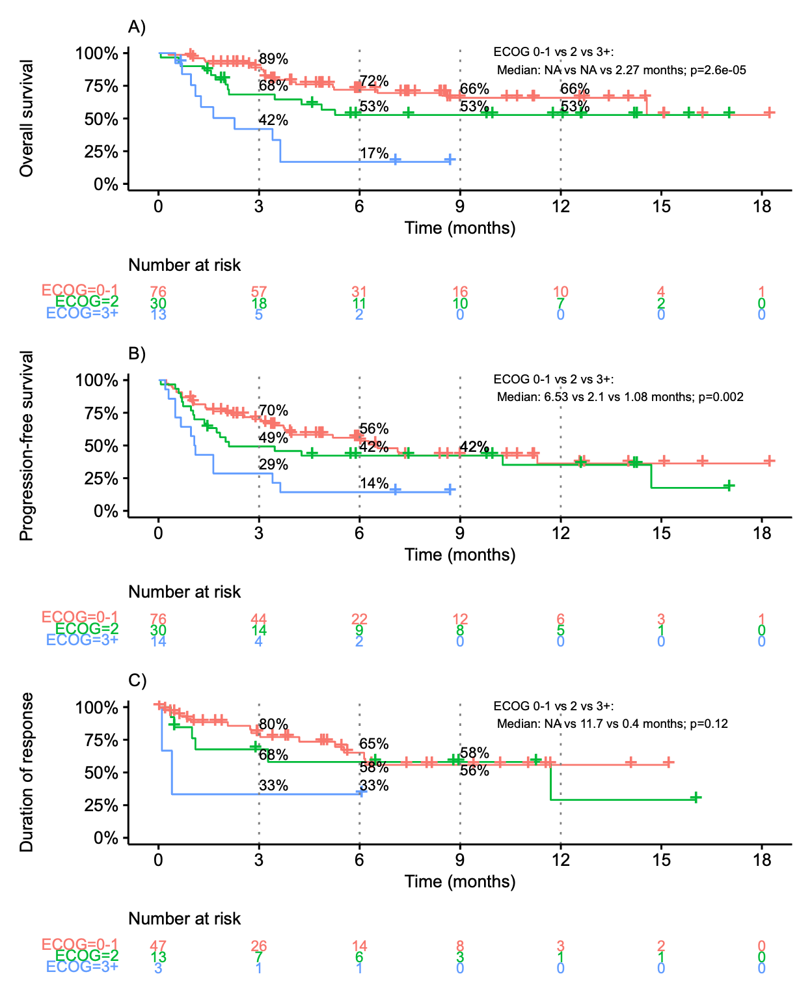 A)
Overall survival
ECOG 0-1 vs 2 vs 3+:
Median: NA vs NA vs 2.27 months; p=2.6e-05
100%
75%
50%
25%
0%
89%
72%
66%
66%
68%
53%
53%
53%
42%
17%
0 3 6 9 12 15 18
Time (months)
Number at risk
ECOG=0-1 76 57 31 16 10 4 1
ECOG=2 30 18 11 10 7 2 0
ECOG=3+ 13 5 2 0 0 0 0
B)
Progression-free survival
ECOG 0-1 vs 2 vs 3+:
Median: 6.53 vs 2.1 vs 1.08 months; p=0.002
100%
75%
50%
25%
0%
70%
56%
49%
42%
42%
29%
14%
0 3 6 9 12 15 18
Time (months)
Number at risk
ECOG=0-1 76 44 22 12 6 3 1
ECOG=2 30 14 9 8 5 1 0
ECOG=3+ 14 4 2 0 0 0 0
C)
Duration of response
ECOG 0-1 vs 2 vs 3+:
Median: NA vs 11.7 vs 0.4 months; p=0.12
100%
75%
50%
25%
0%
80%
65%
58%
68%
58%
56%
33%
33%
0 3 6 9 12 15 18
Time (months)
Number at risk
ECOG=0-1 47 26 14 8 3 2 0
ECOG=2 13 7 6 3 1 1 0
ECOG=3+ 3 1 1 0 0 0 0